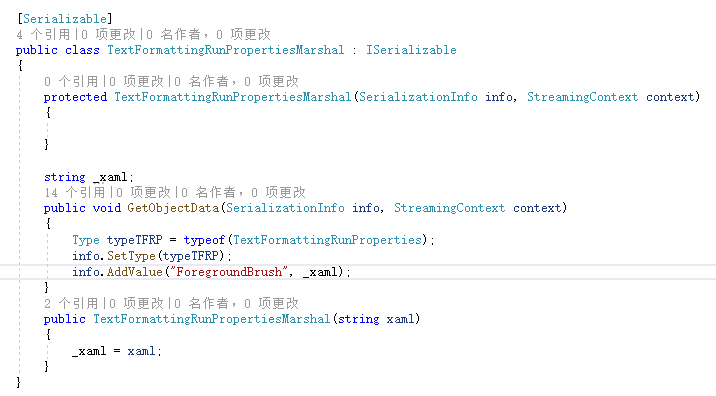 [Serializable]
4 个引用|0 项更改|0 名作者, 0 项更改
public class TextFormattingRunPropertiesMarshal : ISerializable
{
0 个引用|0 项更改|0 名作者, 0 项更改
protected TextFormattingRunPropertiesMarshal(SerializationInfo info, StreamingContext context)
{
}
string _xaml;
14 个引用|0 项更改|0 名作者, 0 项更改
public void GetObjectData(SerializationInfo info, StreamingContext context)
{
Type typeTFRP = typeof(TextFormattingRunProperties);
info.SetType(typeTFRP);
info.AddValue("ForegroundBrush", _xaml);
}
2 个引用|0 项更改|0 名作者, 0 项更改
public TextFormattingRunPropertiesMarshal(string xaml)
{
_xaml = xaml;
}
}